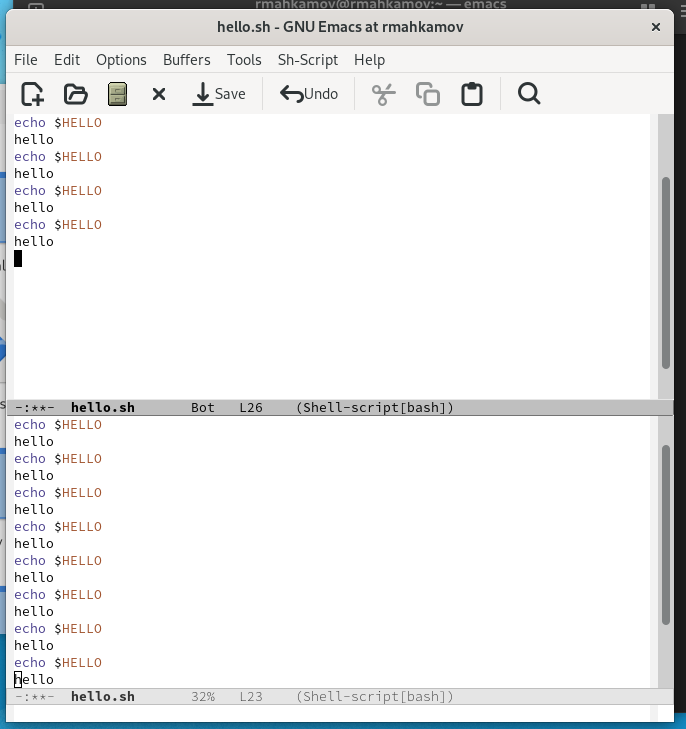 rmahkamov@rmahkamov:~ — emacs
hello.sh - GNU Emacs at rmahkamov
File Edit Options Buffers Tools Sh-Script Help
Save Undo
echo $HELLO
hello
echo $HELLO
hello
echo $HELLO
hello
echo $HELLO
hello
-:**- hello.sh Bot L26 (Shell-script[bash])
echo $HELLO
hello
echo $HELLO
hello
echo $HELLO
hello
echo $HELLO
hello
echo $HELLO
hello
echo $HELLO
hello
echo $HELLO
hello
echo $HELLO
hello
-:**- hello.sh 32% L23 (Shell-script[bash])